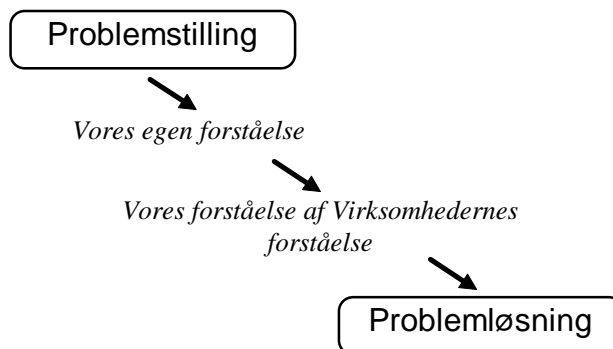 Problemstilling
Vores egen forståelse
Vores forståelse af Virksomhedernes
forståelse
Problemløsning